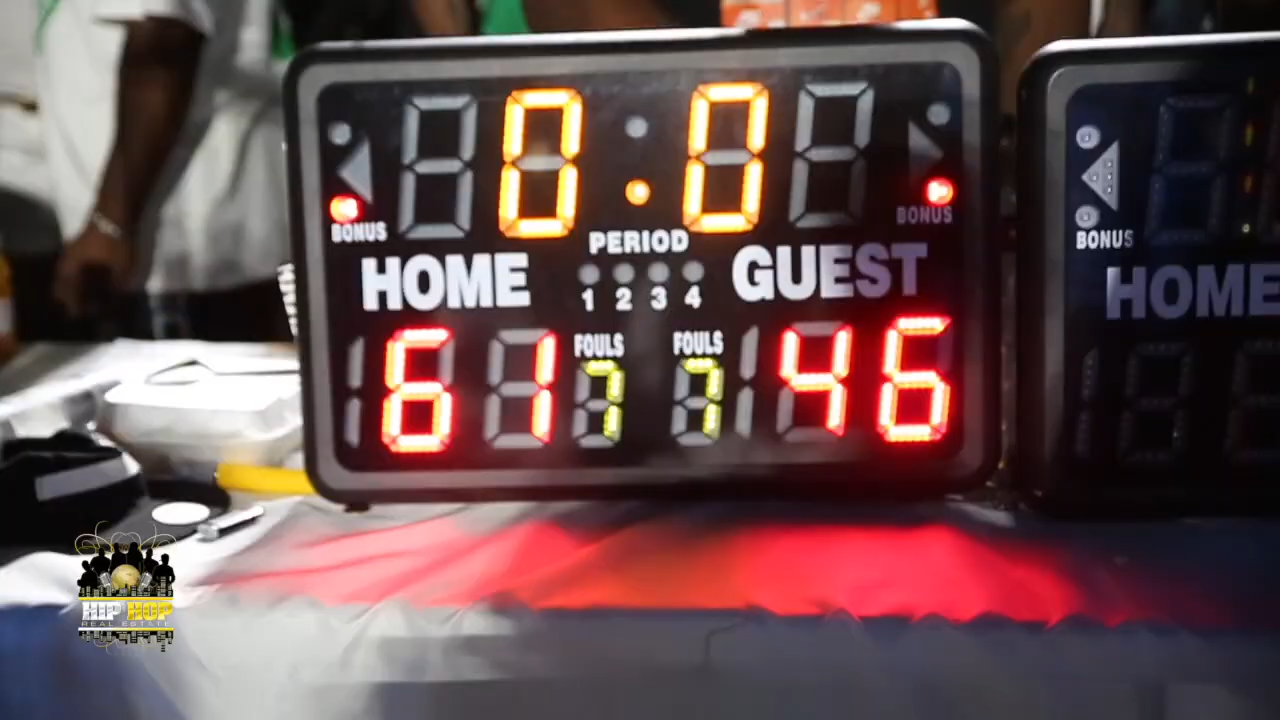 0.0
BONUS
BONUS
PERIOD
HOME
GUEST
1 2 3 4
FOULS
FOULS
61
7
7
46
BONUS
HOME
HIP HOP
REAL ESTATE